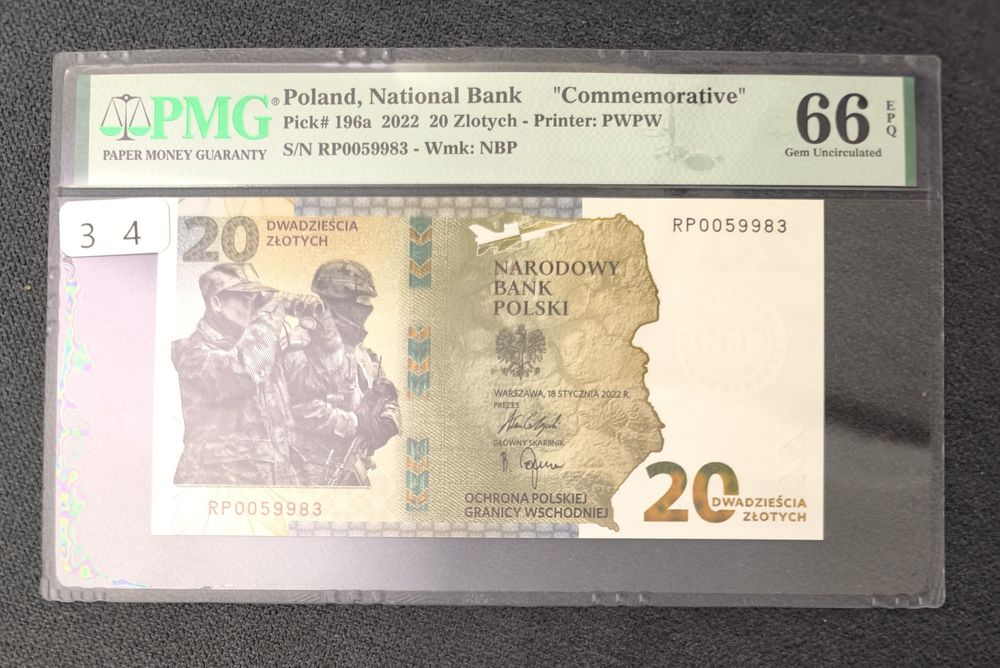 PMG®
PAPER MONEY GUARANTY
Poland, National Bank "Commemorative"
Pick# 196a 2022 20 Zlotych - Printer: PWPW
S/N RP0059983 - Wmk: NBP
66
EPQ
Gem Uncirculated
3 4
20
DWADZIEŚCIA
ZŁOTYCH
RP0059983
NARODOWY
BANK
POLSKI
WARSZAWA, 18 STYCZNIA 2022 R.
PREZES
GŁÓWNY SKARBNIK
OCHRONA POLSKIEJ
GRANICY WSCHODNIEJ
RP0059983
20
DWADZIEŚCIA
ZŁOTYCH